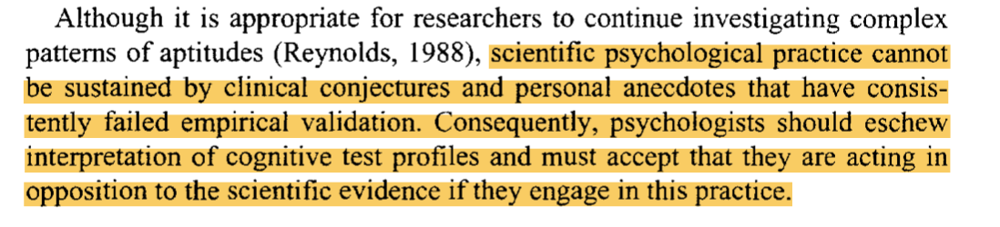 Although it is appropriate for researchers to continue investigating complex
patterns of aptitudes (Reynolds, 1988), scientific psychological practice cannot
be sustained by clinical conjectures and personal anecdotes that have consis-
tently failed empirical validation. Consequently, psychologists should eschew
interpretation of cognitive test profiles and must accept that they are acting in
opposition to the scientific evidence if they engage in this practice.